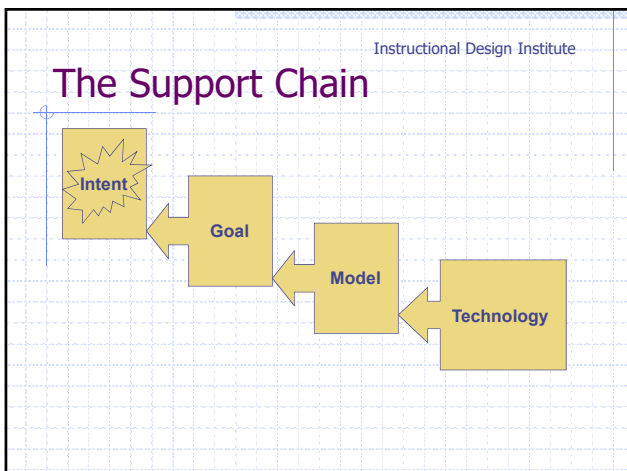 Instructional Design Institute
The Support Chain
Intent
Goal
Model
Technology